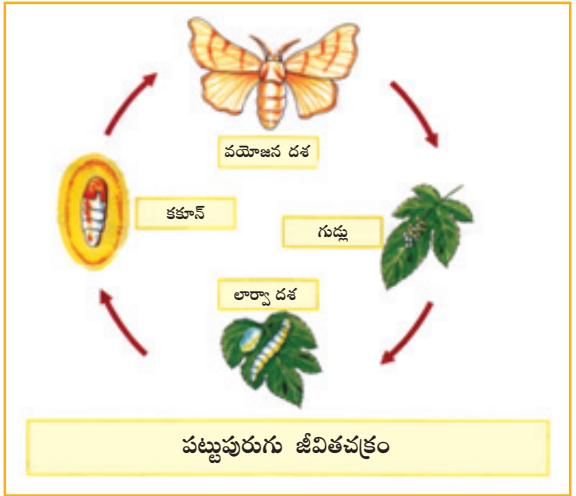 వయోజన దశ
కకూన్
గుడ్లు
లార్వా దశ
పట్టుపురుగు జీవితచక్రం